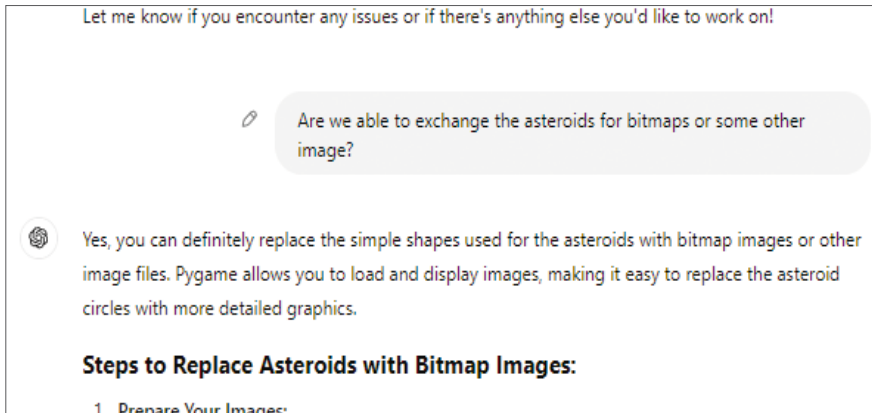 Let me know if you encounter any issues or if there's anything else you'd like to work on!
Are we able to exchange the asteroids for bitmaps or some other
image?
Yes, you can definitely replace the simple shapes used for the asteroids with bitmap images or other
image files. Pygame allows you to load and display images, making it easy to replace the asteroid
circles with more detailed graphics.
Steps to Replace Asteroids with Bitmap Images:
1. Prepare Your Images: